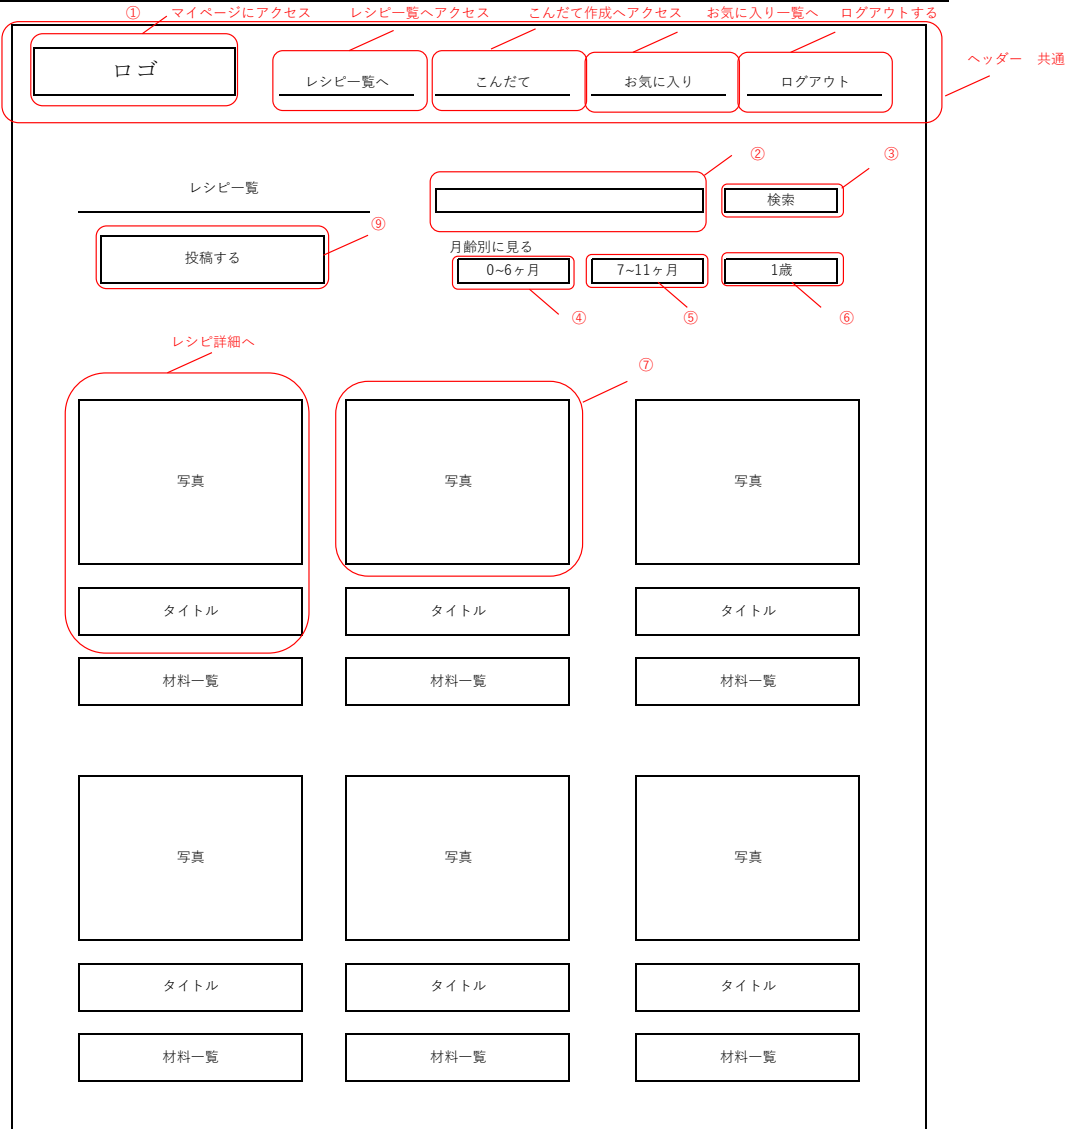 ① マイページにアクセス レシピ一覧へアクセス こんだて作成へアクセス お気に入り一覧へ ログアウトする
ヘッダー 共通
ロゴ レシピ一覧へ こんだて お気に入り ログアウト
② ③
レシピ一覧 検索
⑨
月齢別に見る
投稿する 0~6ヶ月 7~11ヶ月 1歳
④ ⑤ ⑥
レシピ詳細へ
⑦
写真 写真 写真
タイトル タイトル タイトル
材料一覧 材料一覧 材料一覧
写真 写真 写真
タイトル タイトル タイトル
材料一覧 材料一覧 材料一覧